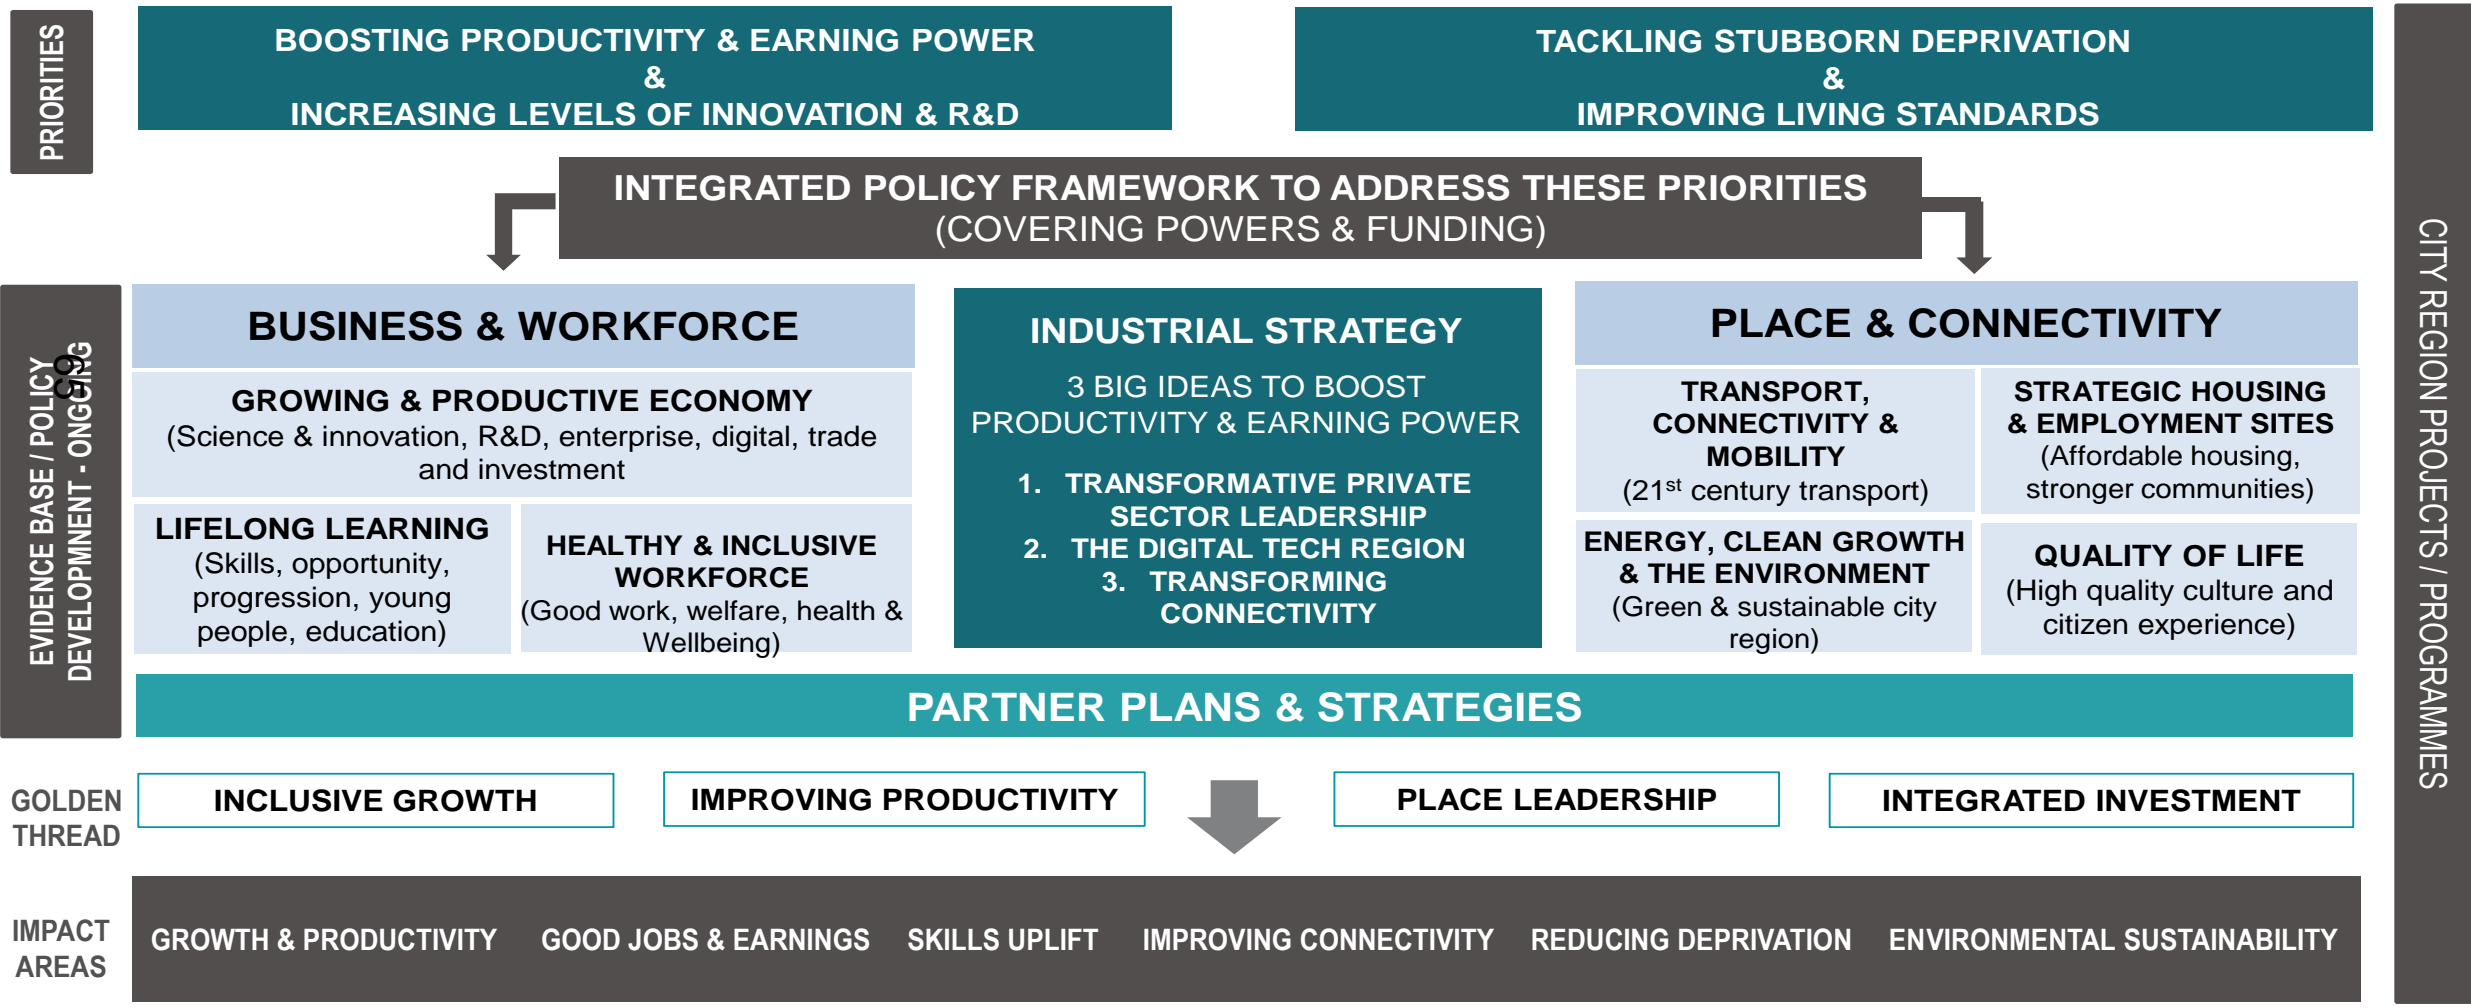 PRIORITIES
BOOSTING PRODUCTIVITY & EARNING POWER
&
INCREASING LEVELS OF INNOVATION & R&D
TACKLING STUBBORN DEPRIVATION
&
IMPROVING LIVING STANDARDS
INTEGRATED POLICY FRAMEWORK TO ADDRESS THESE PRIORITIES
(COVERING POWERS & FUNDING)
EVIDENCE BASE / POLICY
DEVELOPMNENT - ONGOING
65
BUSINESS & WORKFORCE
GROWING & PRODUCTIVE ECONOMY
(Science & innovation, R&D, enterprise, digital, trade
and investment
LIFELONG LEARNING
(Skills, opportunity,
progression, young
people, education)
HEALTHY & INCLUSIVE
WORKFORCE
(Good work, welfare, health &
Wellbeing)
INDUSTRIAL STRATEGY
3 BIG IDEAS TO BOOST
PRODUCTIVITY & EARNING POWER
1. TRANSFORMATIVE PRIVATE
SECTOR LEADERSHIP
2. THE DIGITAL TECH REGION
3. TRANSFORMING
CONNECTIVITY
PLACE & CONNECTIVITY
TRANSPORT,
CONNECTIVITY &
MOBILITY
(21st century transport)
STRATEGIC HOUSING
& EMPLOYMENT SITES
(Affordable housing,
stronger communities)
ENERGY, CLEAN GROWTH
& THE ENVIRONMENT
(Green & sustainable city
region)
QUALITY OF LIFE
(High quality culture and
citizen experience)
PARTNER PLANS & STRATEGIES
GOLDEN
THREAD
INCLUSIVE GROWTH
IMPROVING PRODUCTIVITY
PLACE LEADERSHIP
INTEGRATED INVESTMENT
IMPACT
AREAS
GROWTH & PRODUCTIVITY
GOOD JOBS & EARNINGS
SKILLS UPLIFT
IMPROVING CONNECTIVITY
REDUCING DEPRIVATION
ENVIRONMENTAL SUSTAINABILITY
CITY REGION PROJECTS / PROGRAMMES